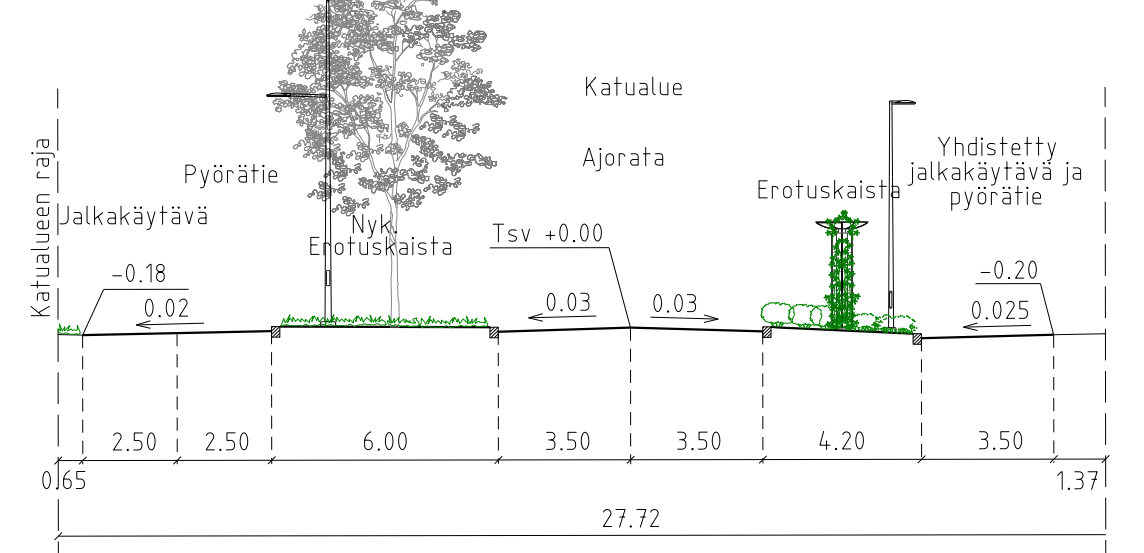 Katualueen raja
Katualue
Ajorata
Pyörätie
Jalkakäytävä
Nyk.
Erotuskaista
Erotuskaista
Yhdistetty
jalkakäytävä ja
pyörätie
Tsv +0.00
-0.18
0.02
0.03
0.03
-0.20
0.025
2.50
2.50
6.00
3.50
3.50
4.20
3.50
0.65
1.37
27.72